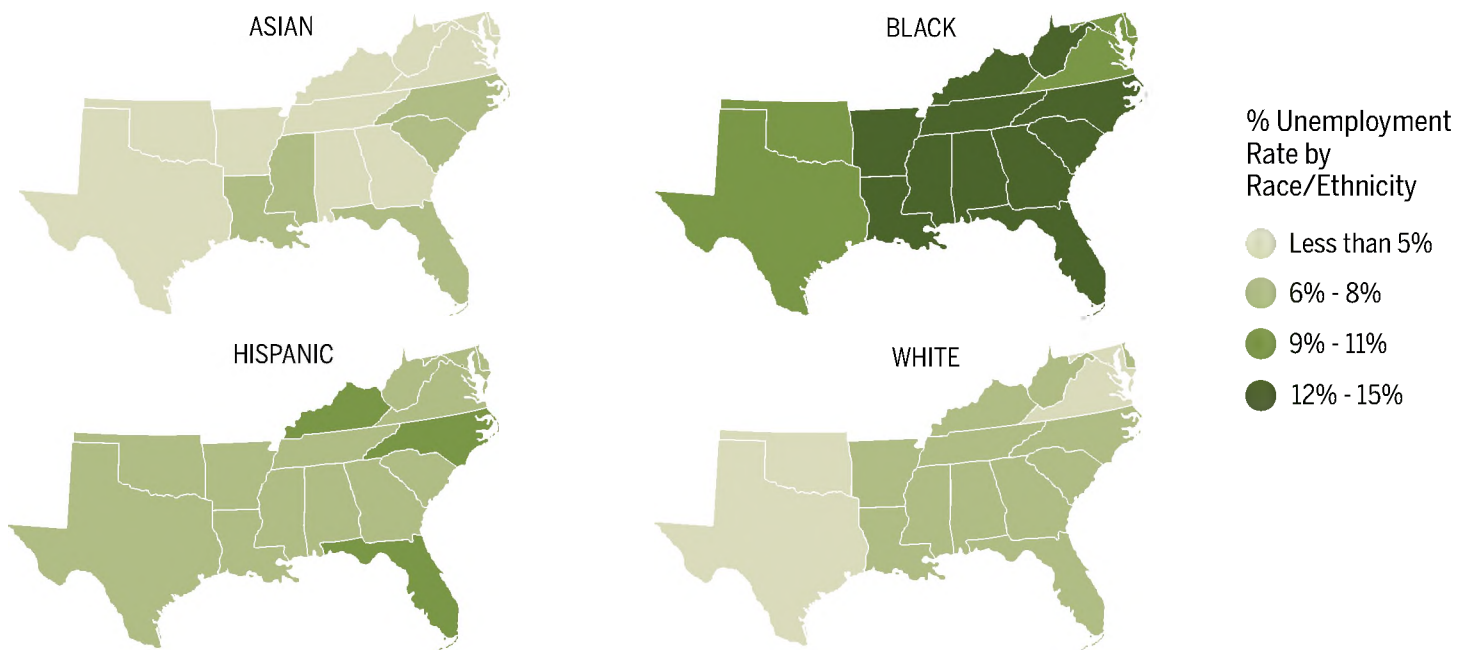 ASIAN
BLACK
HISPANIC
WHITE
% Unemployment
Rate by
Race/Ethnicity
Less than 5%
6% - 8%
9% - 11%
12% - 15%